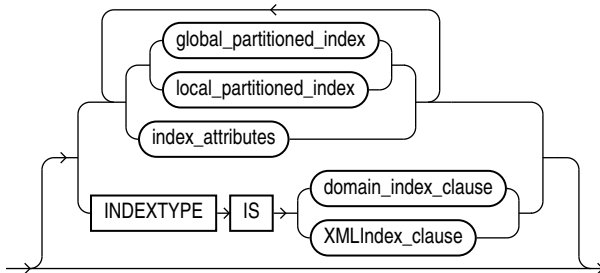 global_partitioned_index
local_partitioned_index
index_attributes
domain_index_clause
INDEXTYPE IS
XMLIndex_clause